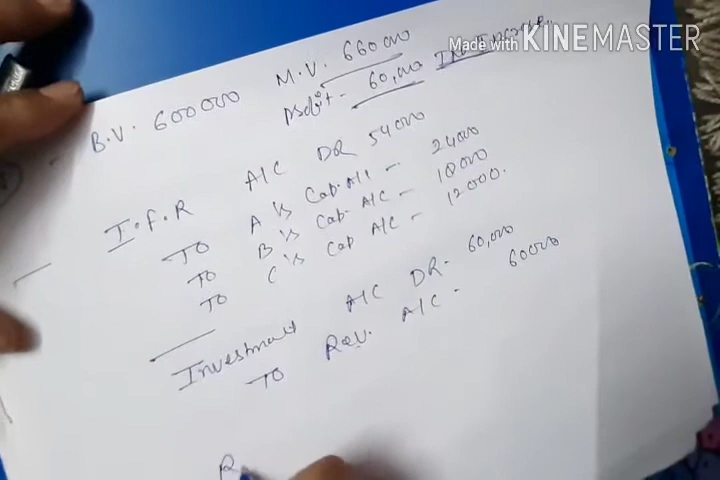 Made with KINEMASTER
B.V. 600000 M.V. 660000
profit - 60,000
I.F.R A/C DR 54000
TO A's Cap. A/c - 24000
TO B's Cap. A/C - 18000
TO C's Cap A/C - 12000.
Investment A/C DR - 60,000
TO Rev. A/C - 60000
R